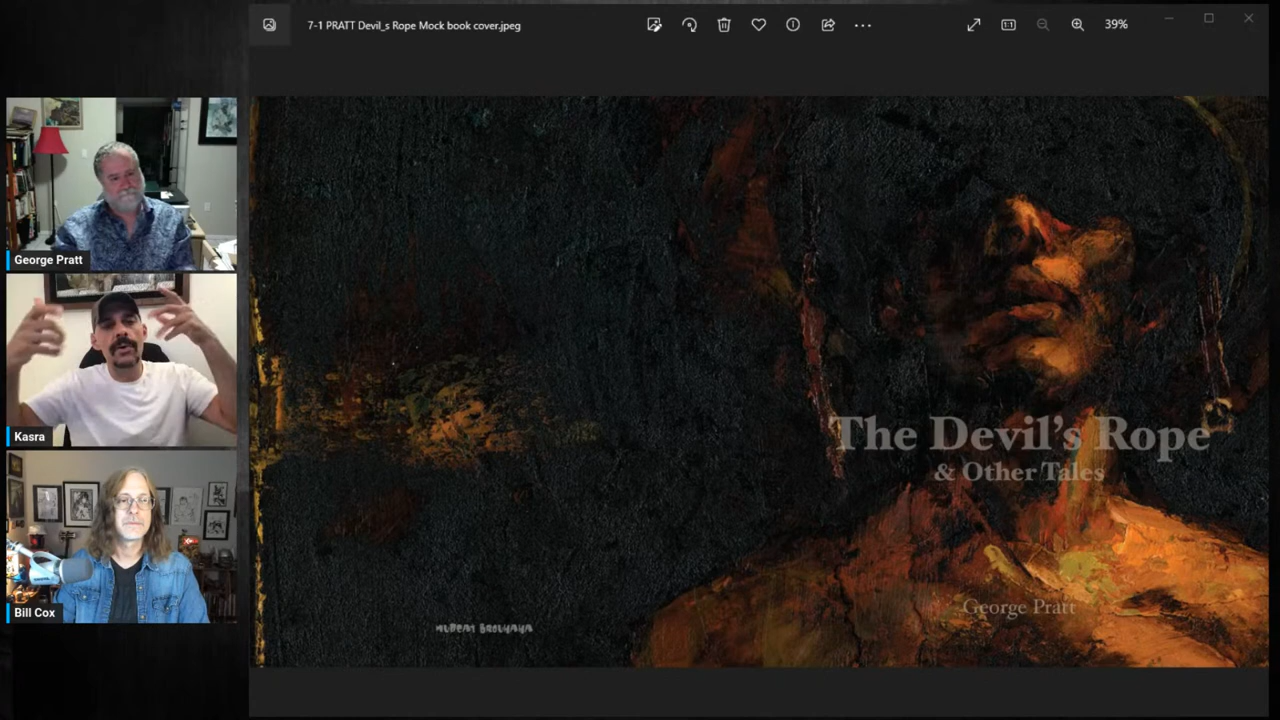 7-1 PRATT Devil_s Rope Mock book cover.jpeg
39%
George Pratt
Kasra
Bill Cox
The Devil's Rope
& Other Tales
George Pratt